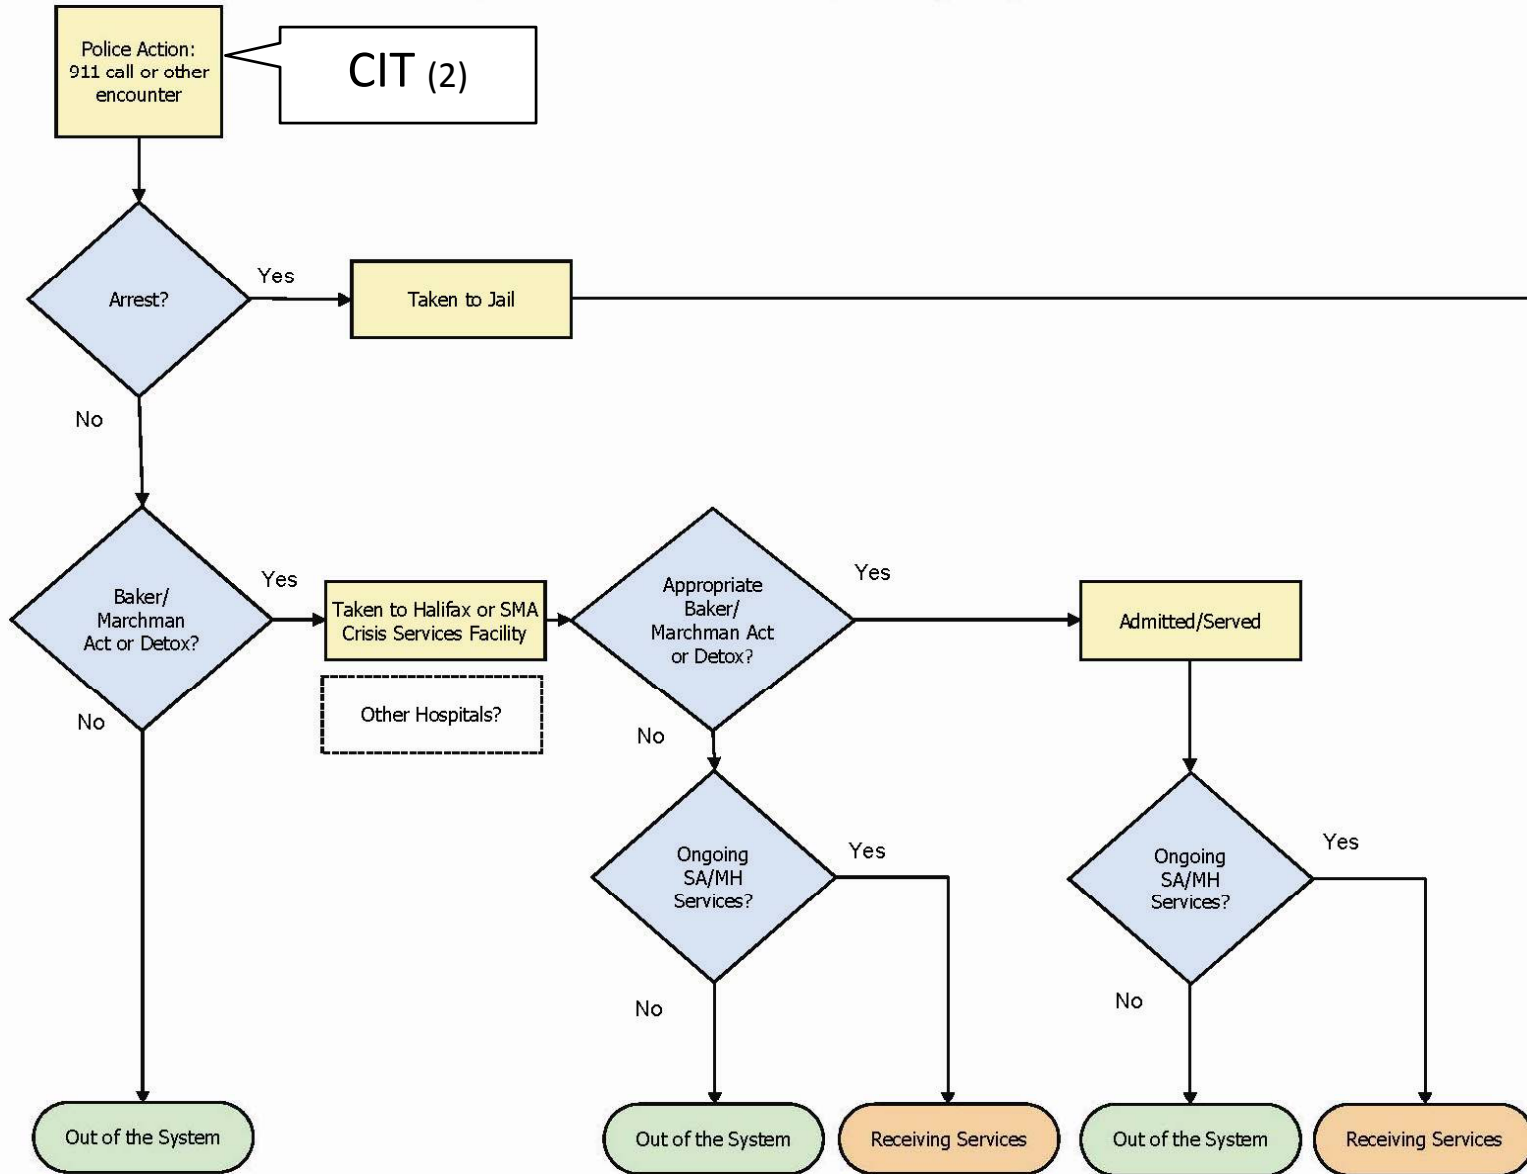 Police Action:
911 call or other
encounter
CIT (2)
Arrest?
Yes
Taken to Jail
No
Baker/
Marchman
Act or Detox?
Yes
Taken to Halifax or SMA
Crisis Services Facility
Appropriate
Baker/
Marchman Act
or Detox?
Yes
Admitted/Served
Other Hospitals?
No
No
Ongoing
SA/MH
Services?
Yes
Ongoing
SA/MH
Services?
Yes
No
No
Out of the System
Out of the System
Receiving Services
Out of the System
Receiving Services